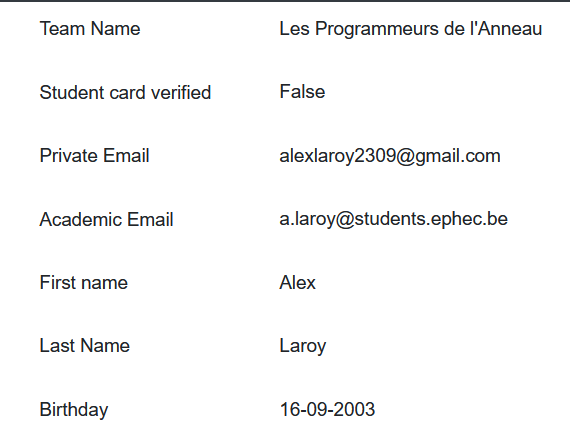 Team Name Les Programmeurs de l'Anneau
Student card verified False
Private Email alexlaroy2309@gmail.com
Academic Email a.laroy@students.ephec.be
First name Alex
Last Name Laroy
Birthday 16-09-2003